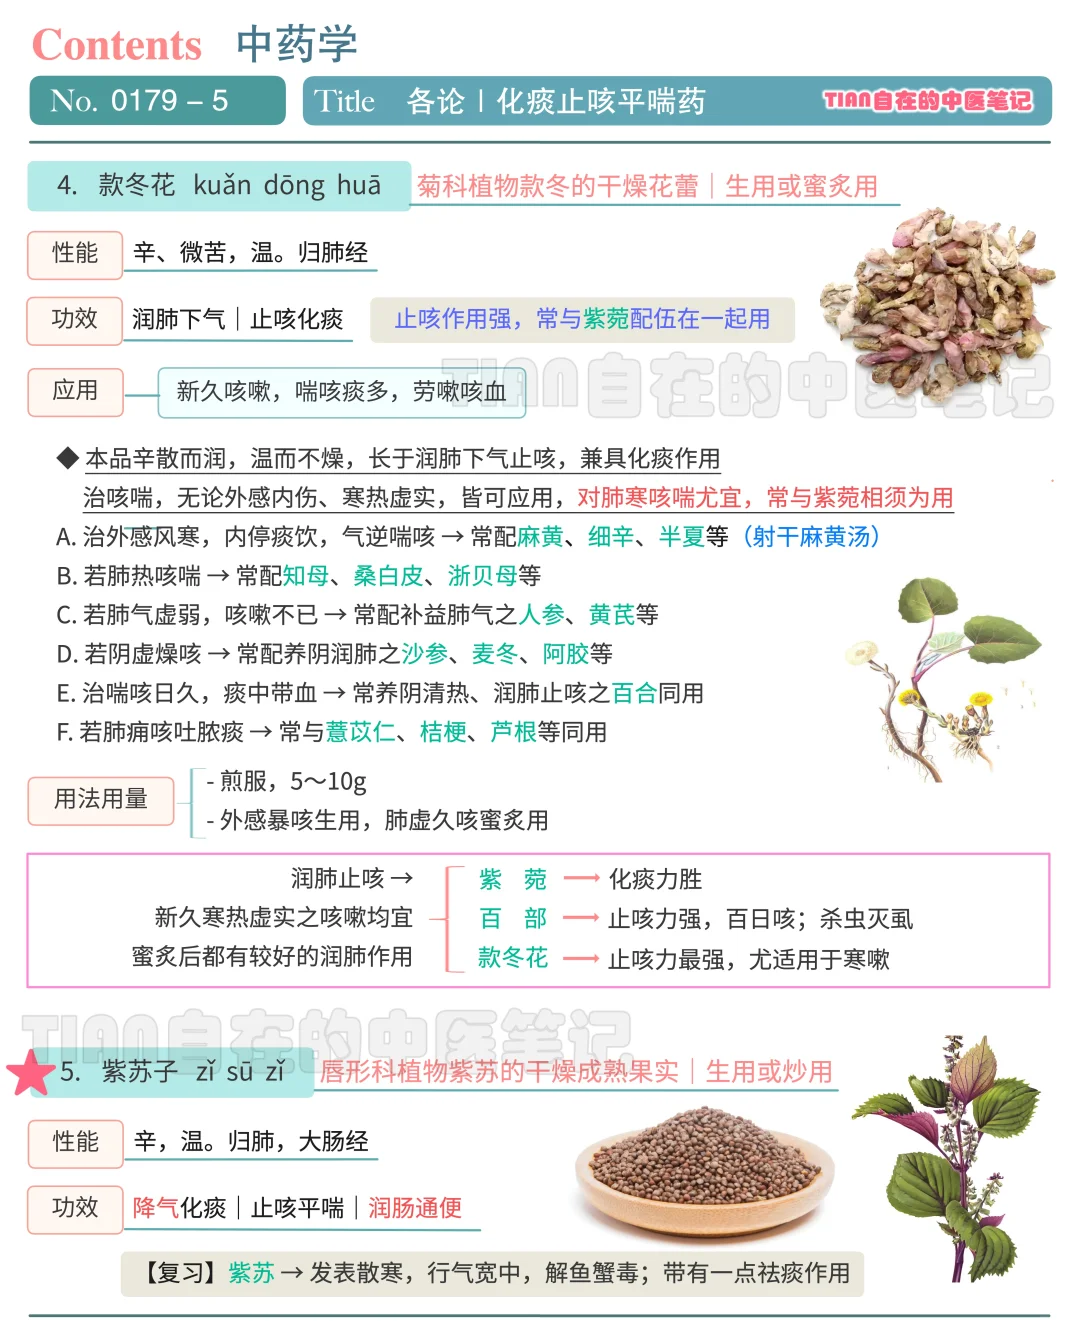 Contents 中药学
No. 0179 – 5 Title 各论 | 化痰止咳平喘药 TIAN自在的中医笔记
4. 款冬花 kuǎn dōng huā 菊科植物款冬的干燥花蕾｜生用或蜜炙用
性能 辛、微苦，温。归肺经
功效 润肺下气｜止咳化痰 止咳作用强，常与紫菀配伍在一起用
TIAN自在的中医笔记
应用 新久咳嗽，喘咳痰多，劳嗽咳血
◆ 本品辛散而润，温而不燥，长于润肺下气止咳，兼具化痰作用
治咳喘，无论外感内伤、寒热虚实，皆可应用，对肺寒咳喘尤宜，常与紫菀相须为用
A. 治外感风寒，内停痰饮，气逆喘咳 → 常配麻黄、细辛、半夏等（射干麻黄汤）
B. 若肺热咳喘 → 常配知母、桑白皮、浙贝母等
C. 若肺气虚弱，咳嗽不已 → 常配补益肺气之人参、黄芪等
D. 若阴虚燥咳 → 常配养阴润肺之沙参、麦冬、阿胶等
E. 治喘咳日久，痰中带血 → 常养阴清热、润肺止咳之百合同用
F. 若肺痈咳吐脓痰 → 常与薏苡仁、桔梗、芦根等同用
用法用量 - 煎服，5～10g
- 外感暴咳生用，肺虚久咳蜜炙用
润肺止咳 → 紫 菀 → 化痰力胜
新久寒热虚实之咳嗽均宜 百 部 → 止咳力强，百日咳；杀虫灭虱
蜜炙后都有较好的润肺作用 款冬花 → 止咳力最强，尤适用于寒嗽
TIAN自在的中医笔记
5. 紫苏子 zǐ sū zǐ 唇形科植物紫苏的干燥成熟果实｜生用或炒用
性能 辛，温。归肺，大肠经
功效 降气化痰｜止咳平喘｜润肠通便
【复习】紫苏 → 发表散寒，行气宽中，解鱼蟹毒；带有一点祛痰作用